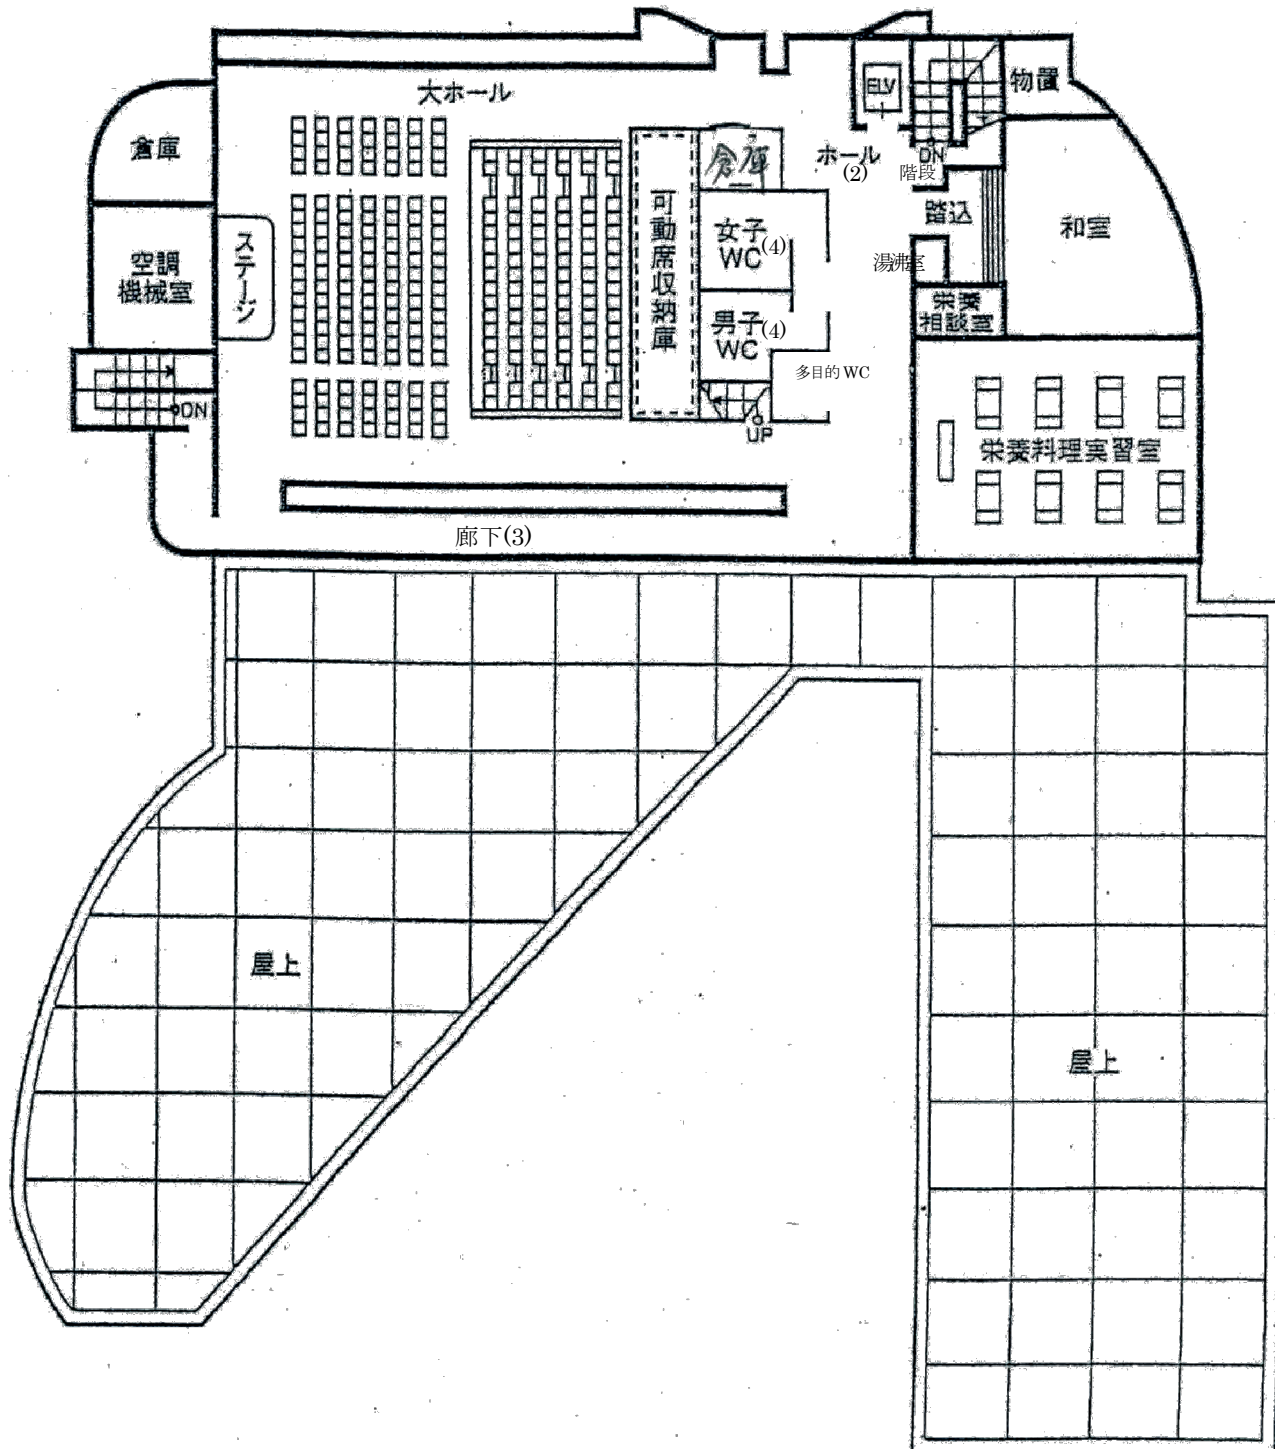 大ホール
ELV
物置
倉庫
倉庫
ホール
(2)
DN
階段
踏込
和室
可動席収納庫
ステージ
女子
WC(4)
空調
機械室
湯沸室
栄養
相談室
男子
WC(4)
多目的 WC
DN
UP
栄養料理実習室
廊下(3)
屋上
屋上